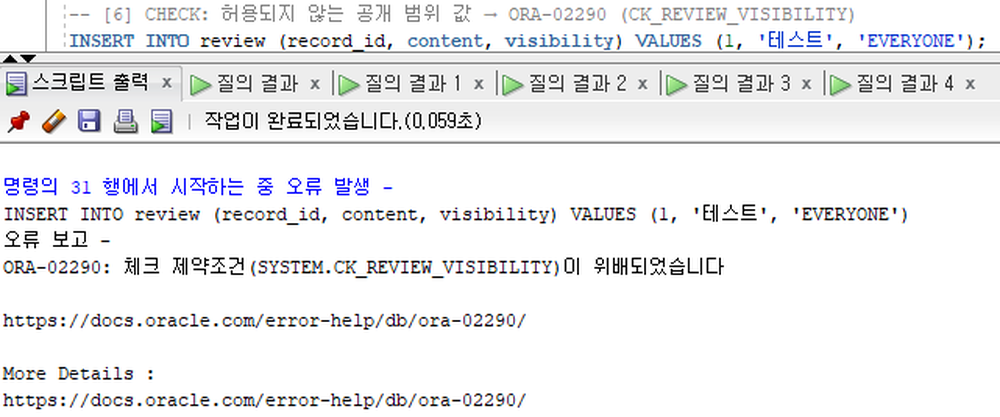 -- [6] CHECK: 허용되지 않는 공개 범위 값 → ORA-02290 (CK_REVIEW_VISIBILITY)
INSERT INTO review (record_id, content, visibility) VALUES (1, '테스트', 'EVERYONE');
스크립트 출력 x 질의 결과 x 질의 결과 1 x 질의 결과 2 x 질의 결과 3 x 질의 결과 4 x
작업이 완료되었습니다.(0.059초)
명령의 31 행에서 시작하는 중 오류 발생 -
INSERT INTO review (record_id, content, visibility) VALUES (1, '테스트', 'EVERYONE')
오류 보고 -
ORA-02290: 체크 제약조건(SYSTEM.CK_REVIEW_VISIBILITY)이 위배되었습니다
https://docs.oracle.com/error-help/db/ora-02290/
More Details :
https://docs.oracle.com/error-help/db/ora-02290/